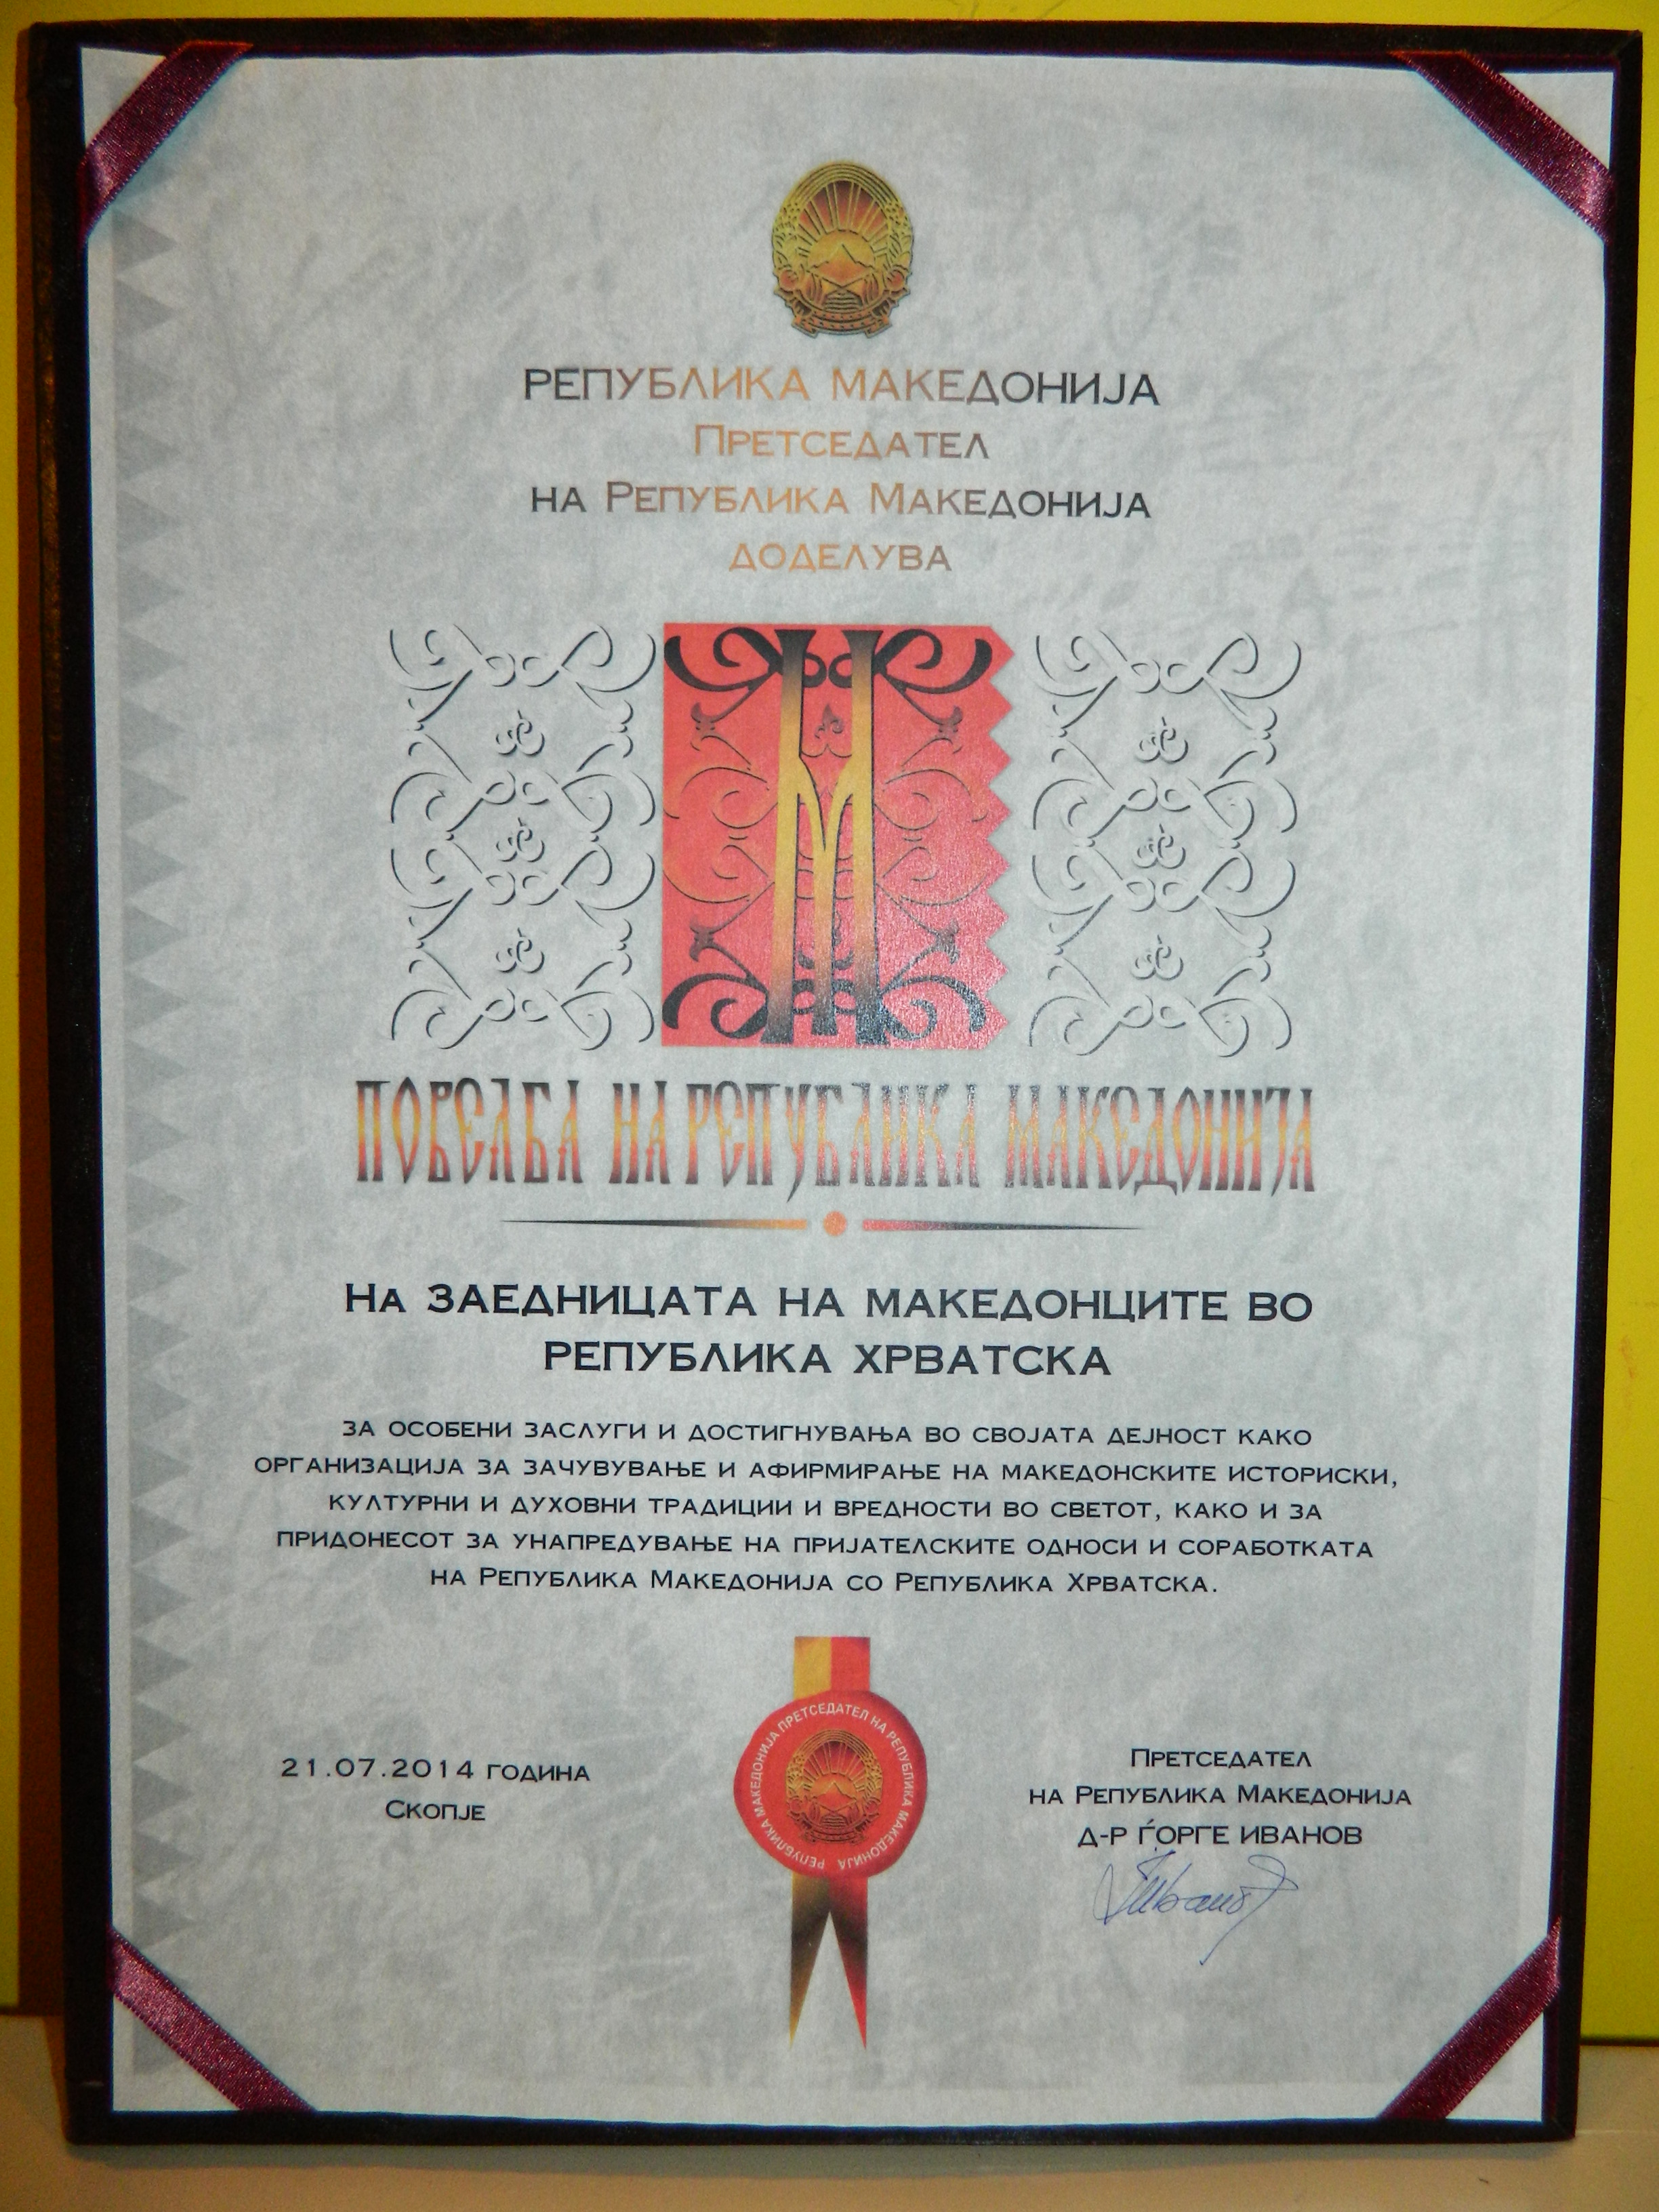 РЕПУБЛИКА МАКЕДОНИЈА
ПРЕТСЕДАТЕЛ
НА РЕПУБЛИКА МАКЕДОНИЈА
ДОДЕЛУВА
М
ПОВЕЛБА НА РЕПУБЛИКА МАКЕДОНИЈА
На ЗАЕДНИЦАТА НА МАКЕДОНЦИТЕ ВО
РЕПУБЛИКА ХРВАТСКА
ЗА ОСОБЕНИ ЗАСЛУГИ И ДОСТИГНУВАЊА ВО СВОЈАТА ДЕЈНОСТ КАКО
ОРГАНИЗАЦИЈА ЗА ЗАЧУВУВАЊЕ И АФИРМИРАЊЕ НА МАКЕДОНСКИТЕ ИСТОРИСКИ,
КУЛТУРНИ И ДУХОВНИ ТРАДИЦИИ И ВРЕДНОСТИ ВО СВЕТОТ, КАКО И ЗА
ПРИДОНЕСОТ ЗА УНАПРЕДУВАЊЕ НА ПРИЈАТЕЛСКИТЕ ОДНОСИ И СОРАБОТКАТА
НА РЕПУБЛИКА МАКЕДОНИЈА СО РЕПУБЛИКА ХРВАТСКА.
РЕПУБЛИКА МАКЕДОНИЈА ПРЕТСЕДАТЕЛ НА РЕПУБЛИКА МАКЕДОНИЈА
21.07.2014 ГОДИНА
СКОПЈЕ
ПРЕТСЕДАТЕЛ
НА РЕПУБЛИКА МАКЕДОНИЈА
Д-Р ЃОРГЕ ИВАНОВ